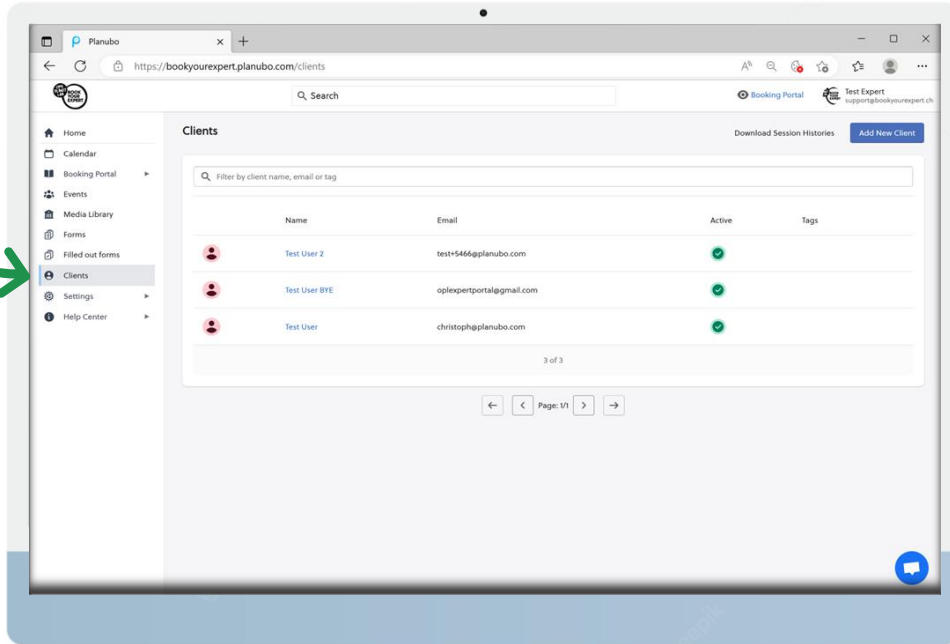 Planubo
https://bookyourexpert.planubo.com/clients
BOOK
YOUR
EXPERT
Search
Booking Portal
Test Expert
support@bookyourexpert.ch
Home
Calendar
Booking Portal
Events
Media Library
Forms
Filled out forms
Clients
Settings
Help Center
Clients
Download Session Histories
Add New Client
Filter by client name, email or tag
Name Email Active Tags
Test User 2 test+5466@planubo.com
Test User BYE oplexpertportal@gmail.com
Test User christoph@planubo.com
3 of 3
Page: 1/1